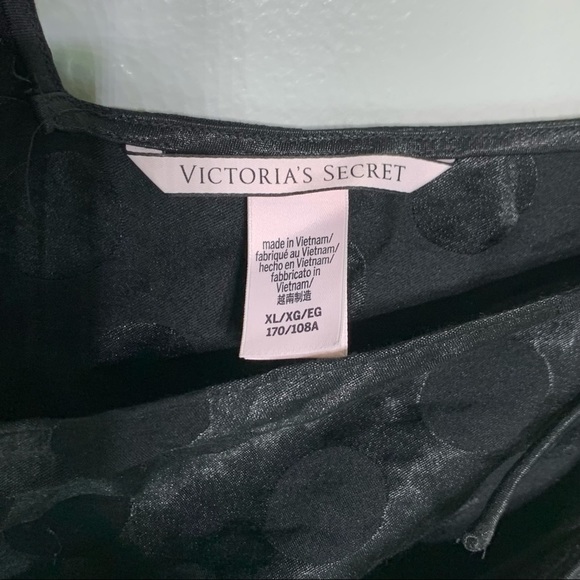 VICTORIA'S SECRET
made in Vietnam/
fabriqué au Vietnam/
hecho en Vietnam/
fabbricato in
Vietnam/
越南制造
XL/XG/EG
170/108A